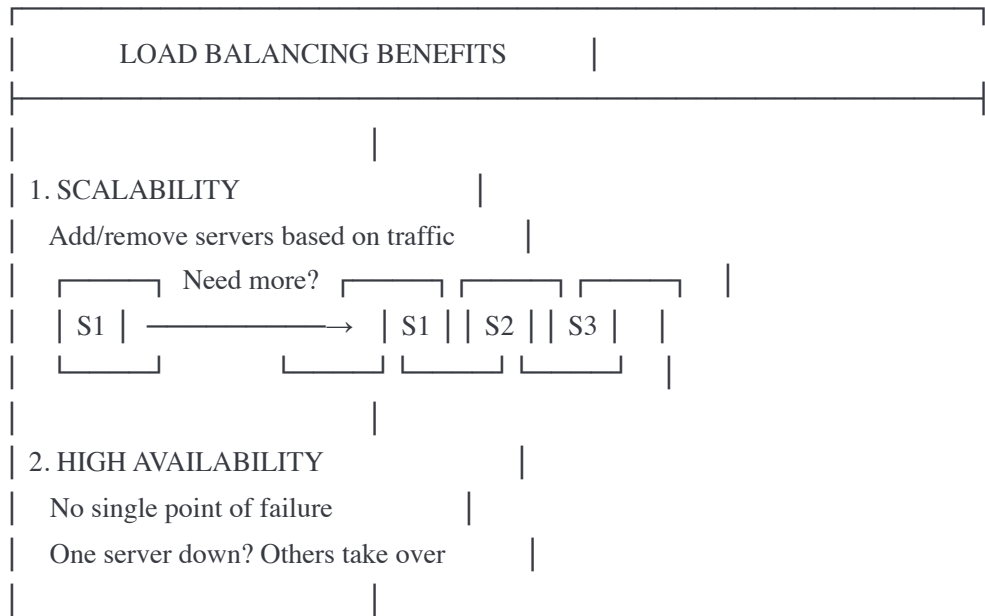 LOAD BALANCING BENEFITS
1. SCALABILITY
Add/remove servers based on traffic
Need more?
S1 → S1 S2 S3
2. HIGH AVAILABILITY
No single point of failure
One server down? Others take over